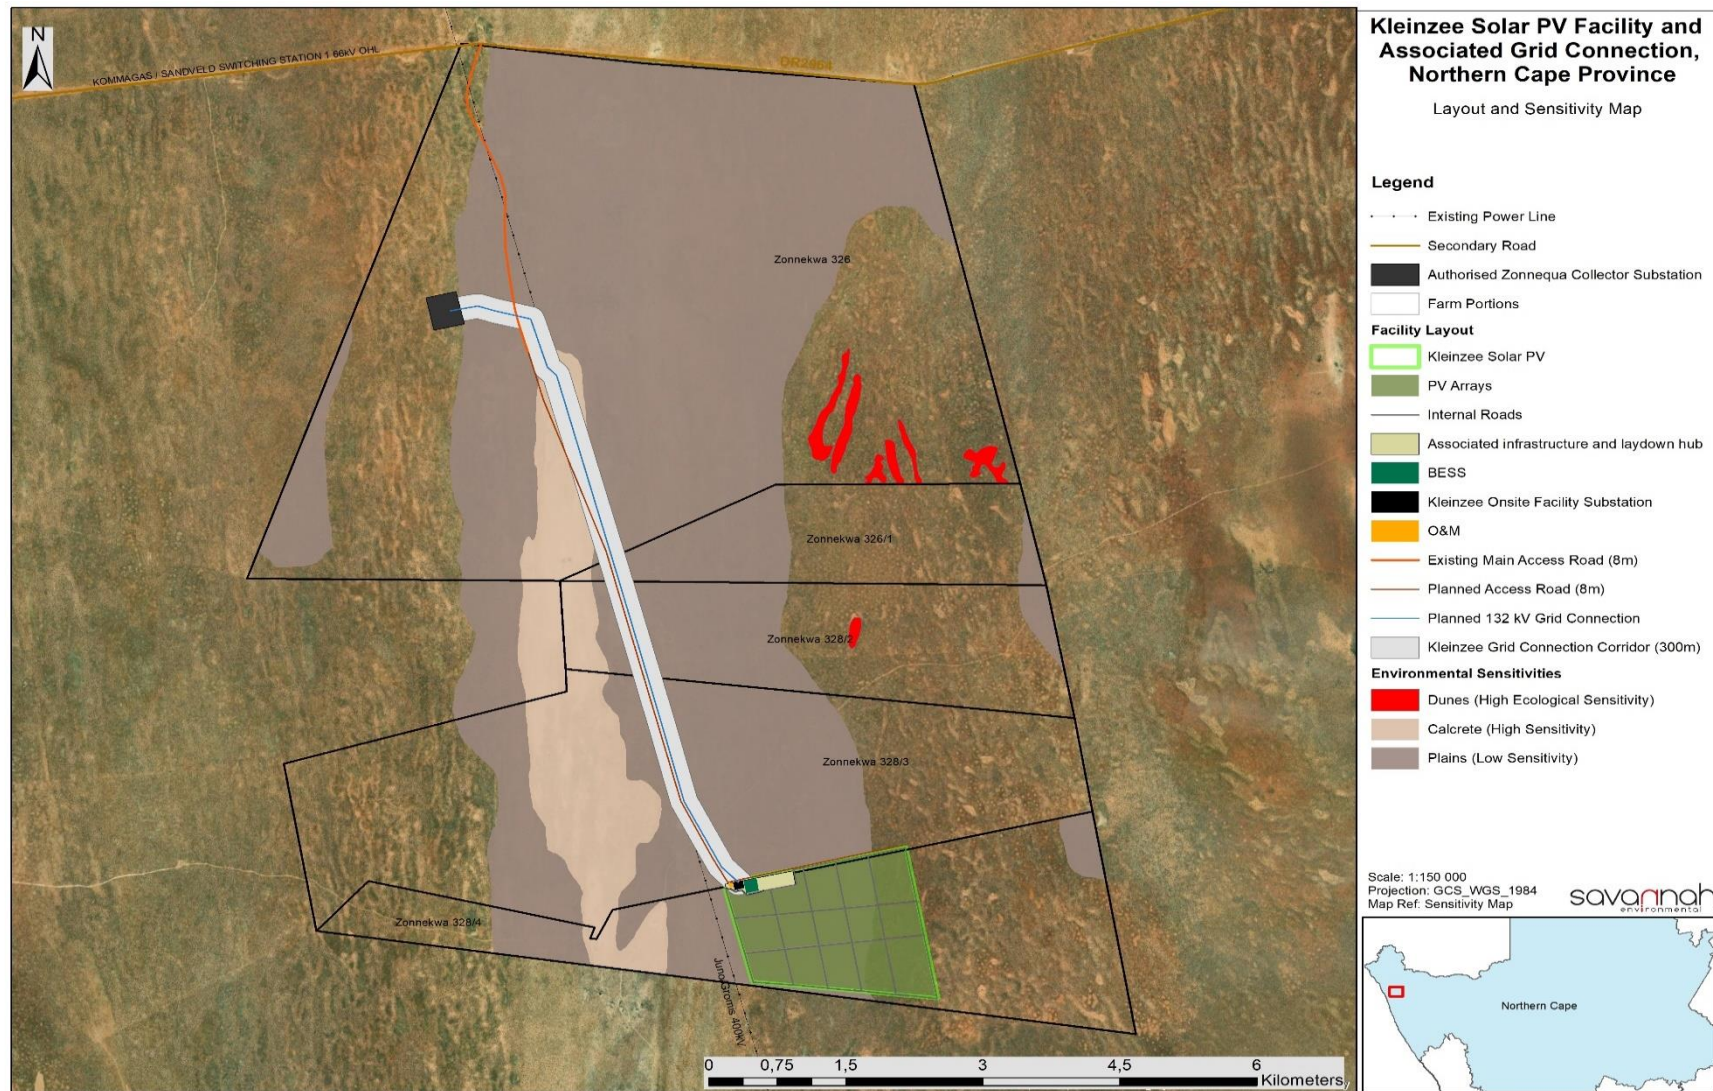 N
KOMMAGAS / SANDVELD SWITCHING STATION 1 66kV OHL
DR2964
Zonnekwa 326
Zonnekwa 326/1
Zonnekwa 328/2
Zonnekwa 328/3
Zonnekwa 328/4
Juno Gromis 400kV
0 0,75 1,5 3 4,5 6
Kilometers
Kleinzee Solar PV Facility and
Associated Grid Connection,
Northern Cape Province
Layout and Sensitivity Map
Legend
Existing Power Line
Secondary Road
Authorised Zonnequa Collector Substation
Farm Portions
Facility Layout
Kleinzee Solar PV
PV Arrays
Internal Roads
Associated infrastructure and laydown hub
BESS
Kleinzee Onsite Facility Substation
O&M
Existing Main Access Road (8m)
Planned Access Road (8m)
Planned 132 kV Grid Connection
Kleinzee Grid Connection Corridor (300m)
Environmental Sensitivities
Dunes (High Ecological Sensitivity)
Calcrete (High Sensitivity)
Plains (Low Sensitivity)
Scale: 1:150 000
Projection: GCS_WGS_1984
Map Ref: Sensitivity Map
savannah
environmental
Northern Cape